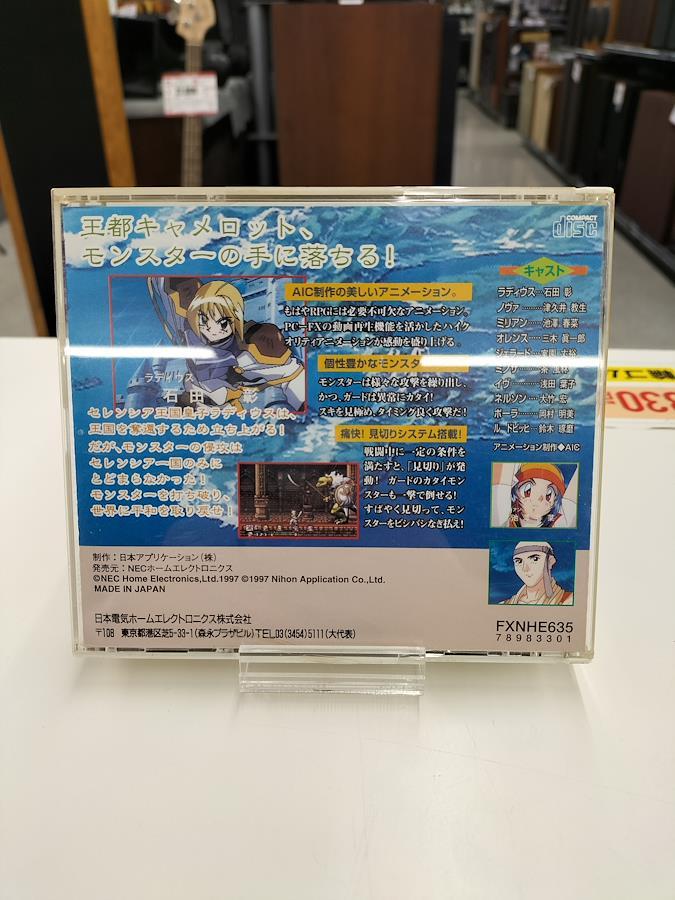 王都キャメロット、
モンスターの手に落ちる!
COMPACT
disc
ラディウス
石田 彰
セレンシア王国皇子ラディウスは、
王国を奪還するため立ち上がる!
だが、モンスターの侵攻は
セレンシア一国のみに
とどまらなかった!
モンスターを打ち破り、
世界に平和を取り戻せ!
AIC制作の美しいアニメーション。
もはやRPGには必要不可欠なアニメーション。
PC-FXの動画再生機能を活かしたハイク
オリティアニメーションが感動を盛り上げる。
個性豊かなモンスター
モンスターは様々な攻撃を繰り出し、
かつ、ガードは異常にカタイ!
スキを見極め、タイミング良く攻撃だ!
痛快!見切りシステム搭載!
戦闘中に一定の条件を
満たすと、「見切り」が発
動! ガードのカタイモン
スターも一撃で倒せる!
すばやく見切って、モン
スターをビシバシなぎ払え!
キャスト
ラディウス……石田 彰
ノヴァ……津久井 教生
ミリアン……池澤 春菜
オレンス……三木 眞一郎
イヴ……浅田 葉子
ネルソン……大竹 宏
ポーラ……岡村 明美
ルードビッヒ……鈴木 琢磨
アニメーション制作◆AIC
制作:日本アプリケーション(株)
発売元:NECホームエレクトロニクス
©NEC Home Electronics,Ltd.1997 ©1997 Nihon Application Co.,Ltd.
MADE IN JAPAN
日本電気ホームエレクトロニクス株式会社
〒108 東京都港区芝5-33-1(森永プラザビル)TEL.03(3454)5111(大代表)
FXNHE635
78983301